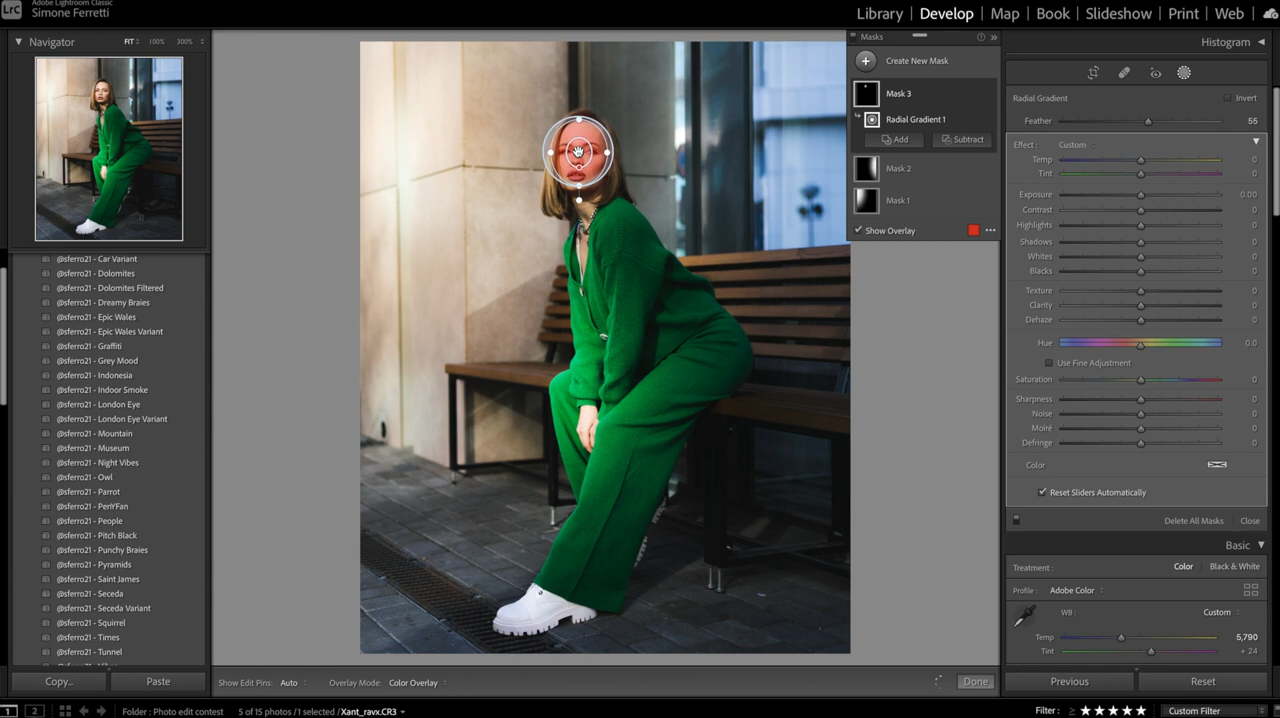 LrC
Adobe Lightroom Classic
Simone Ferretti
Library | Develop | Map | Book | Slideshow | Print | Web
Navigator FIT 100% 300%
@sferro21 - Car Variant
@sferro21 - Dolomites
@sferro21 - Dolomites Filtered
@sferro21 - Dreamy Braies
@sferro21 - Epic Wales
@sferro21 - Epic Wales Variant
@sferro21 - Graffiti
@sferro21 - Grey Mood
@sferro21 - Indonesia
@sferro21 - Indoor Smoke
@sferro21 - London Eye
@sferro21 - London Eye Variant
@sferro21 - Mountain
@sferro21 - Museum
@sferro21 - Night Vibes
@sferro21 - Owl
@sferro21 - Parrot
@sferro21 - PenYFan
@sferro21 - People
@sferro21 - Pitch Black
@sferro21 - Punchy Braies
@sferro21 - Pyramids
@sferro21 - Saint James
@sferro21 - Seceda
@sferro21 - Seceda Variant
@sferro21 - Squirrel
@sferro21 - Times
@sferro21 - Tunnel
Copy... Paste
Masks
Create New Mask
Mask 3
Radial Gradient 1
Add Subtract
Mask 2
Mask 1
Show Overlay
Histogram
Radial Gradient Invert
Feather 55
Effect : Custom
Temp 0
Tint 0
Exposure 0.00
Contrast 0
Highlights 0
Shadows 0
Whites 0
Blacks 0
Texture 0
Clarity 0
Dehaze 0
Hue 0.0
Use Fine Adjustment
Saturation 0
Sharpness 0
Noise 0
Moiré 0
Defringe 0
Color
Reset Sliders Automatically
Delete All Masks Close
Basic
Treatment : Color Black & White
Profile : Adobe Color
WB : Custom
Temp 5,790
Tint + 24
Previous Reset
Show Edit Pins: Auto Overlay Mode: Color Overlay Done
1 2 Folder : Photo edit contest 5 of 15 photos / 1 selected / Xant_ravx.CR3 Filter : ≥ ★★★★★ Custom Filter